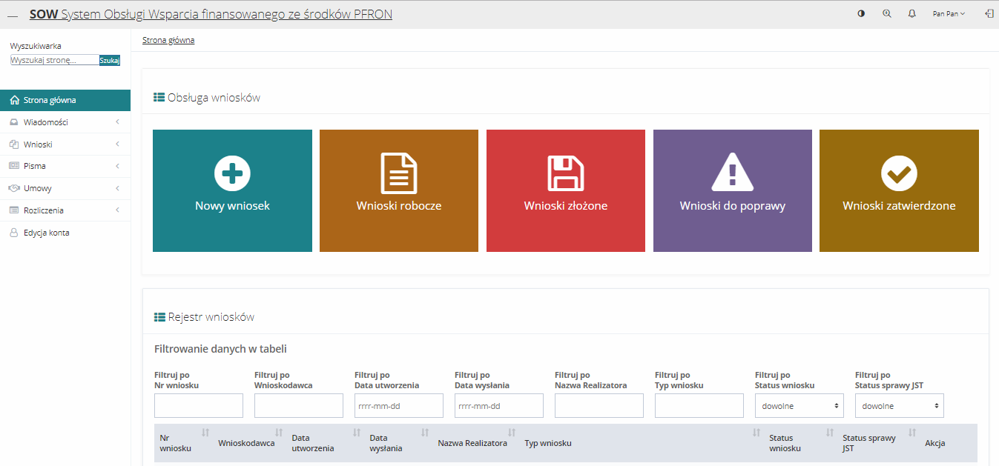 SOW System Obsługi Wsparcia finansowanego ze środków PFRON
Pan Pan
Wyszukiwarka
Wyszukaj stronę...
Szukaj
Strona główna
Wiadomości
Wnioski
Pisma
Umowy
Rozliczenia
Edycja konta
Strona główna
Obsługa wniosków
Nowy wniosek
Wnioski robocze
Wnioski złożone
Wnioski do poprawy
Wnioski zatwierdzone
Rejestr wniosków
Filtrowanie danych w tabeli
Filtruj po
Nr wniosku
Filtruj po
Wnioskodawca
Filtruj po
Data utworzenia
rrrr-mm-dd
Filtruj po
Data wysłania
rrrr-mm-dd
Filtruj po
Nazwa Realizatora
Filtruj po
Typ wniosku
Filtruj po
Status wniosku
dowolne
Filtruj po
Status sprawy JST
dowolne
Nr
wniosku
Wnioskodawca
Data
utworzenia
Data
wysłania
Nazwa Realizatora
Typ wniosku
Status
wniosku
Status sprawy
JST
Akcja